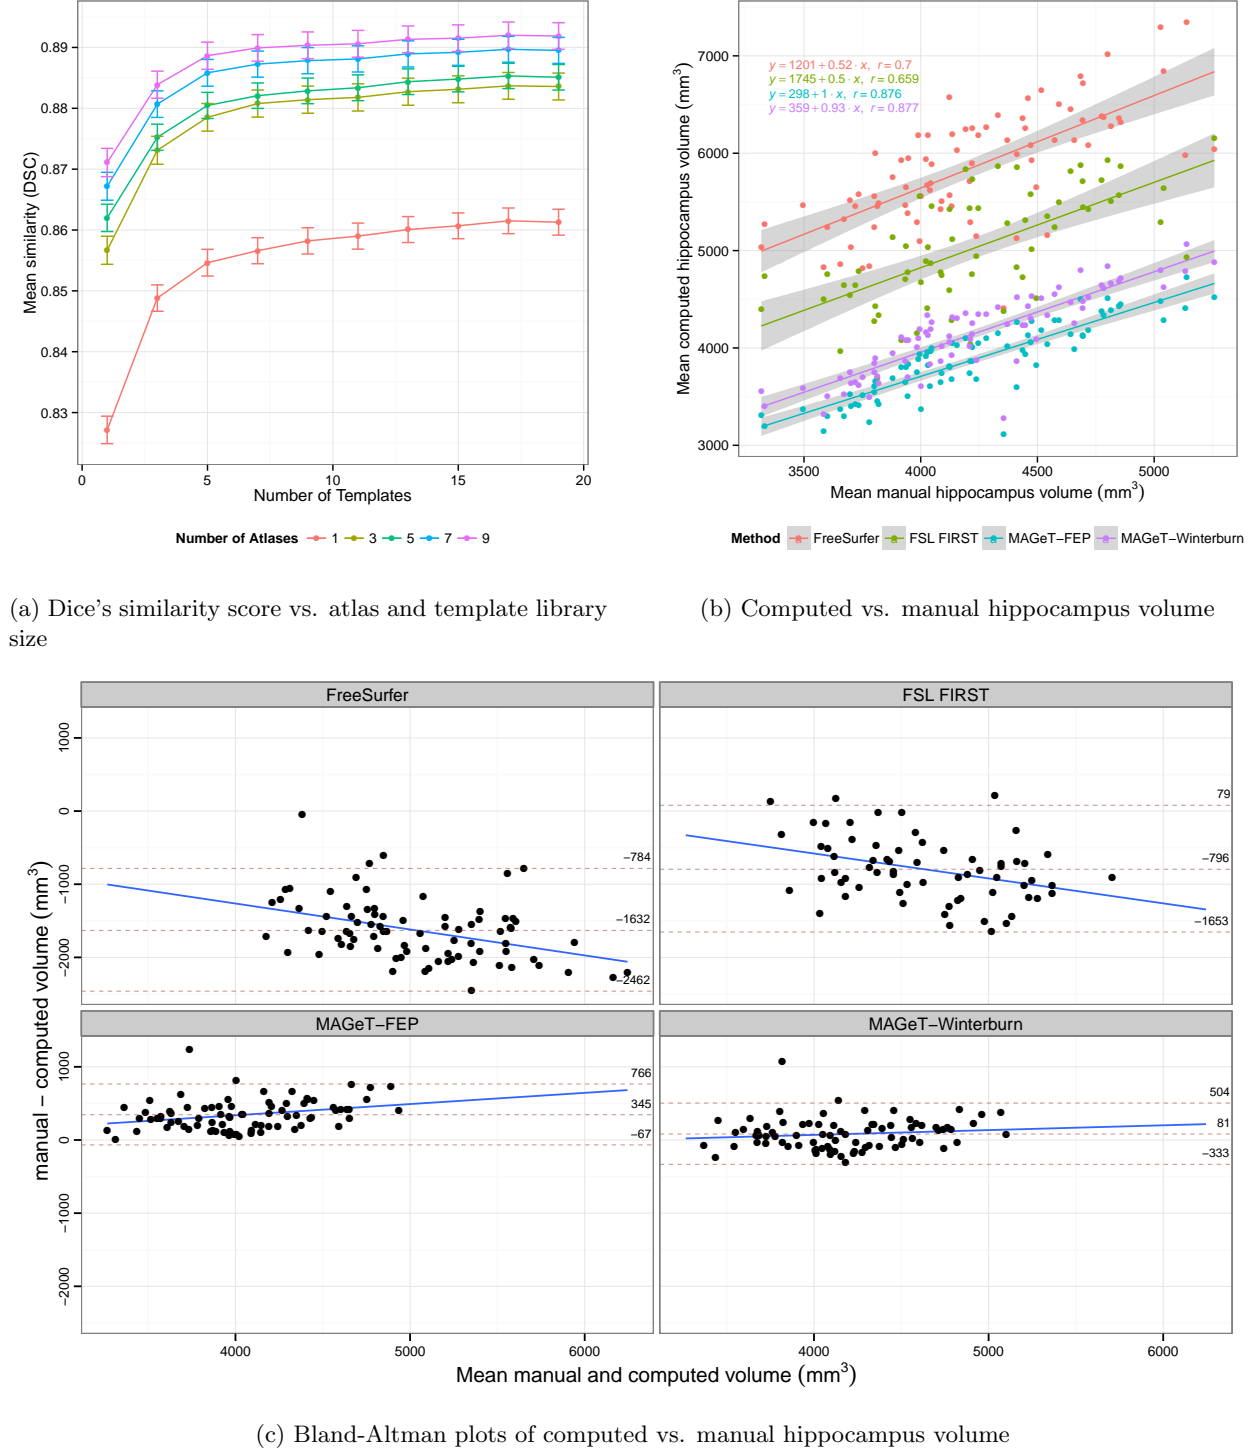 0.89
0.88
0.87
0.86
0.85
0.84
0.83
Mean similarity (DSC)
0 5 10 15 20
Number of Templates
Number of Atlases 1 3 5 7 9
(a) Dice's similarity score vs. atlas and template library
size
y = 1201 + 0.52 · x, r = 0.7
y = 1745 + 0.5 · x, r = 0.659
y = 298 + 1 · x, r = 0.876
y = 359 + 0.93 · x, r = 0.877
7000
6000
5000
4000
3000
Mean computed hippocampus volume (mm³)
3500 4000 4500 5000
Mean manual hippocampus volume (mm³)
Method FreeSurfer FSL FIRST MAGeT−FEP MAGeT−Winterburn
(b) Computed vs. manual hippocampus volume
FreeSurfer
−784
−1632
−2462
FSL FIRST
79
−796
−1653
MAGeT−FEP
766
345
−67
MAGeT−Winterburn
504
81
−333
1000
0
−1000
−2000
1000
0
−1000
−2000
manual − computed volume (mm³)
4000 5000 6000
4000 5000 6000
Mean manual and computed volume (mm³)
(c) Bland-Altman plots of computed vs. manual hippocampus volume